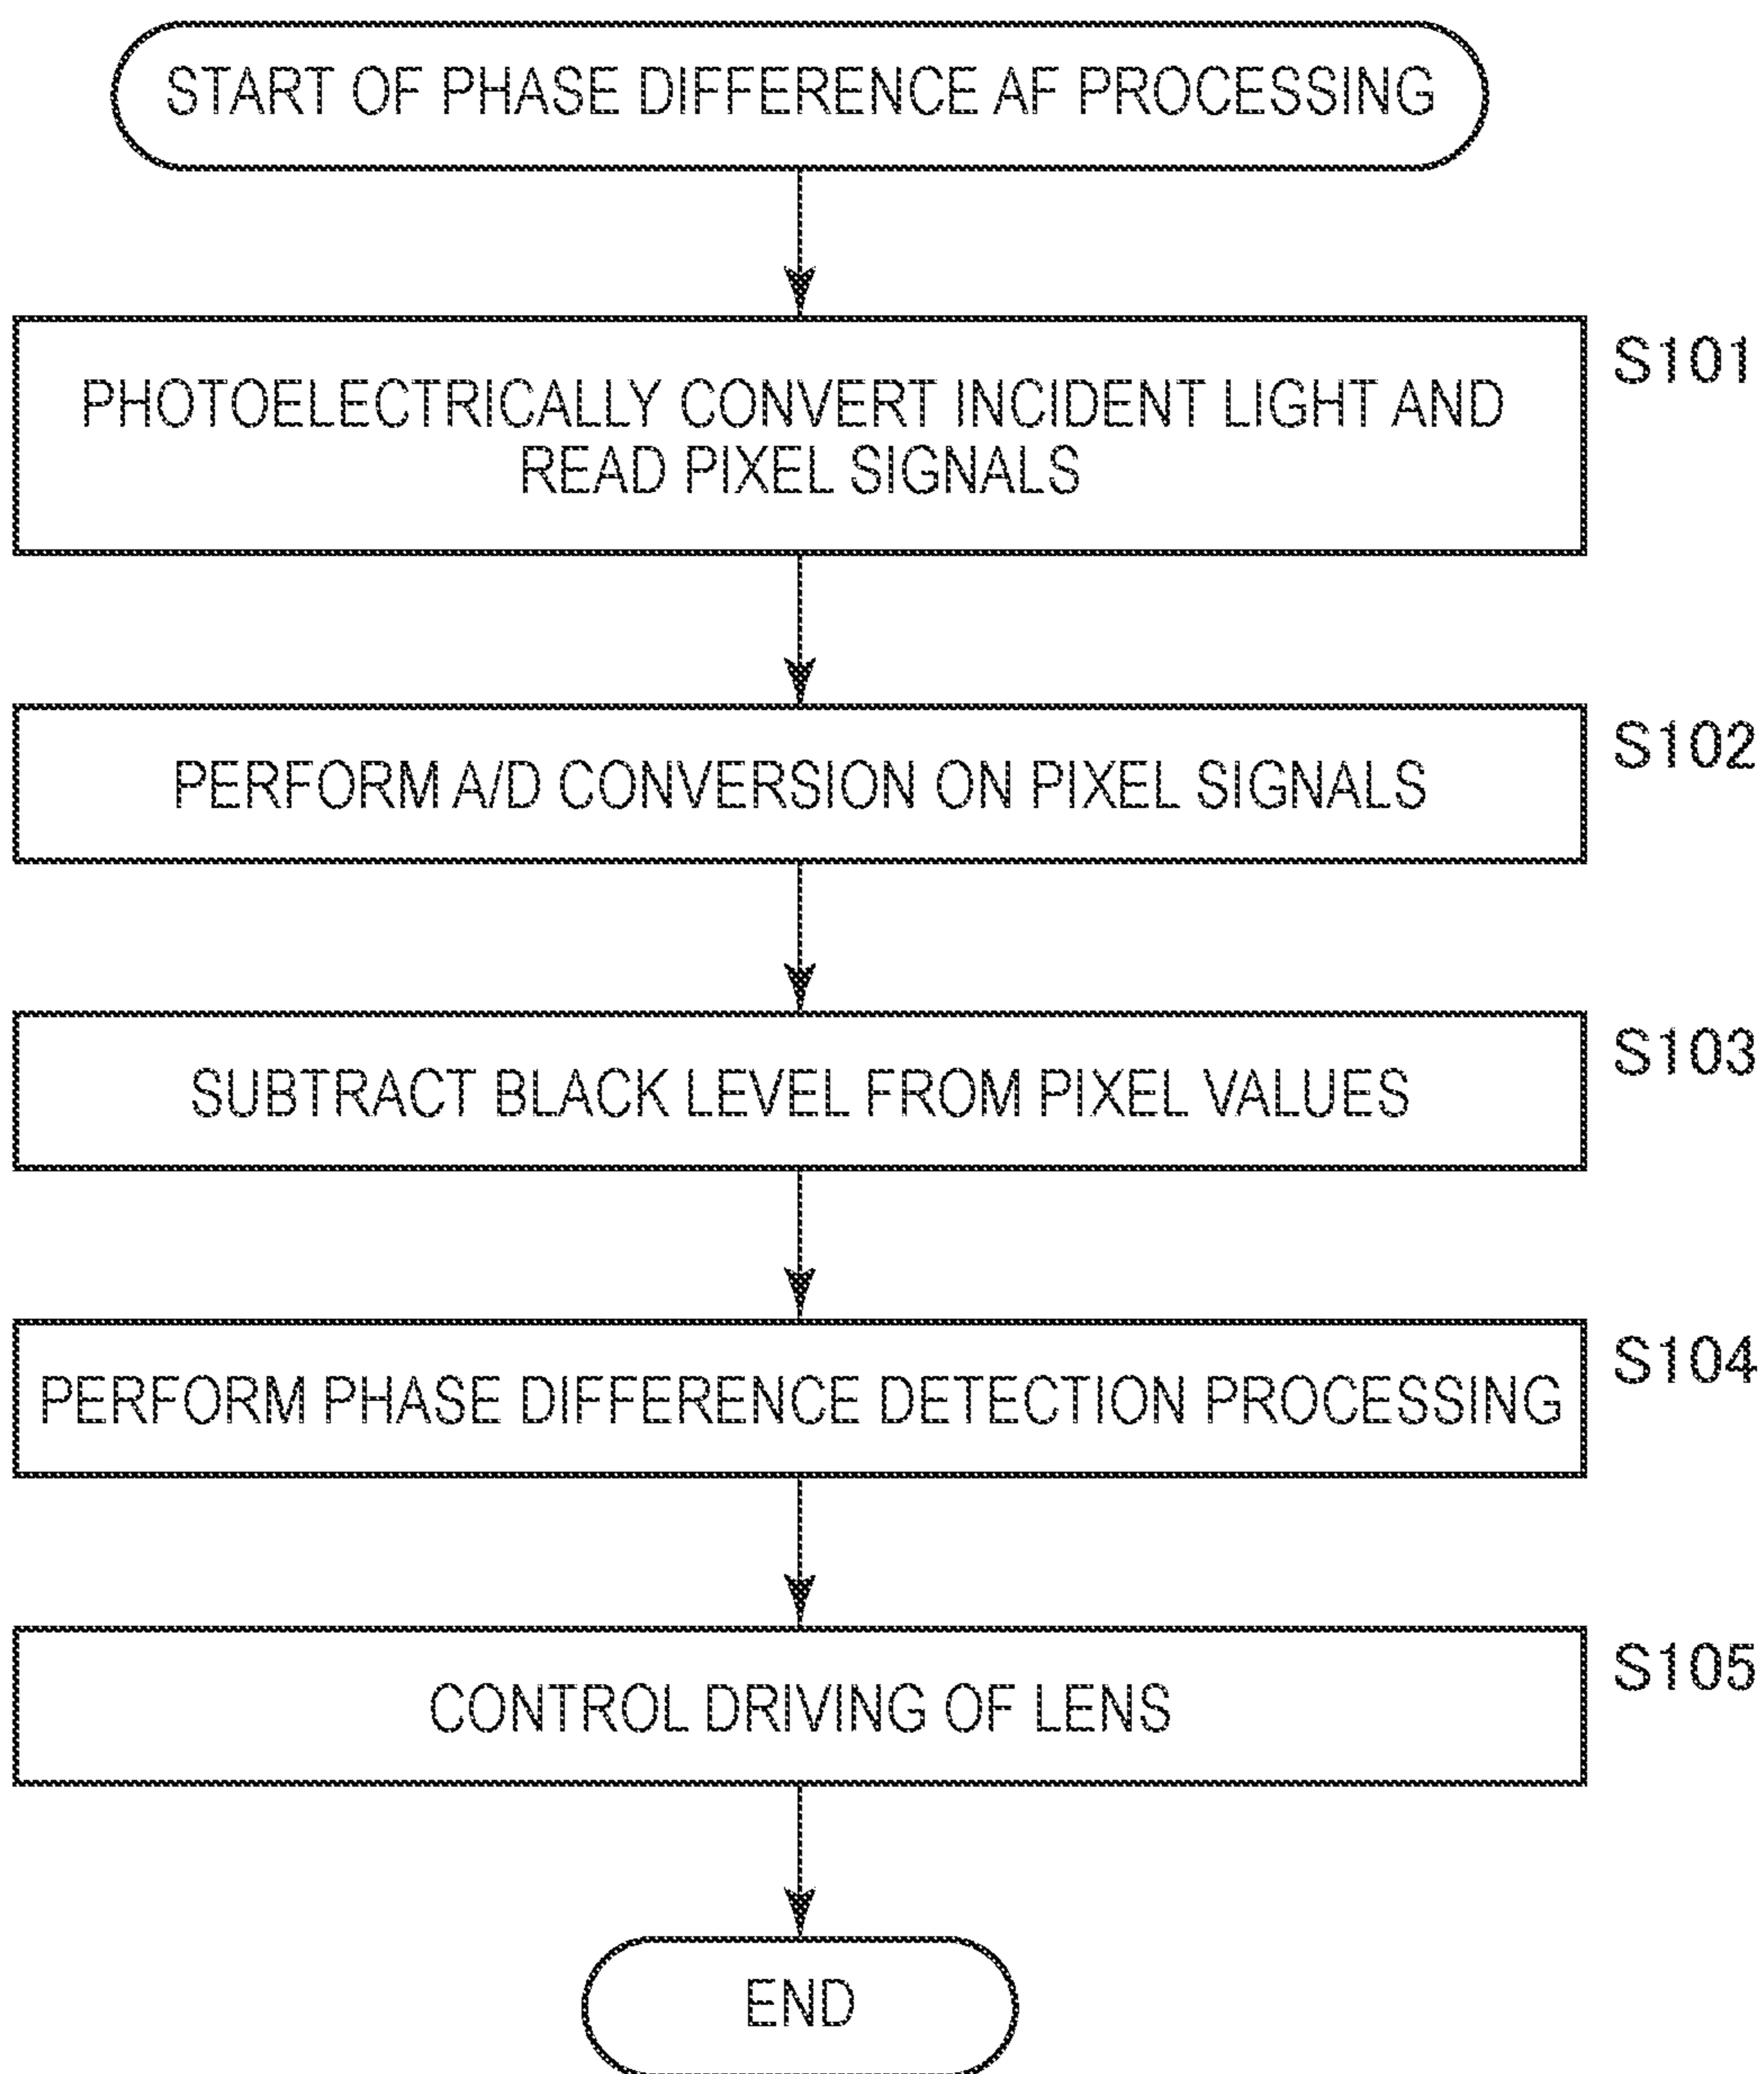 START OF PHASE DIFFERENCE AF PROCESSING
S101
PHOTOELECTRICALLY CONVERT INCIDENT LIGHT AND
READ PIXEL SIGNALS
S102
PERFORM A/D CONVERSION ON PIXEL SIGNALS
S103
SUBTRACT BLACK LEVEL FROM PIXEL VALUES
S104
PERFORM PHASE DIFFERENCE DETECTION PROCESSING
S105
CONTROL DRIVING OF LENS
END